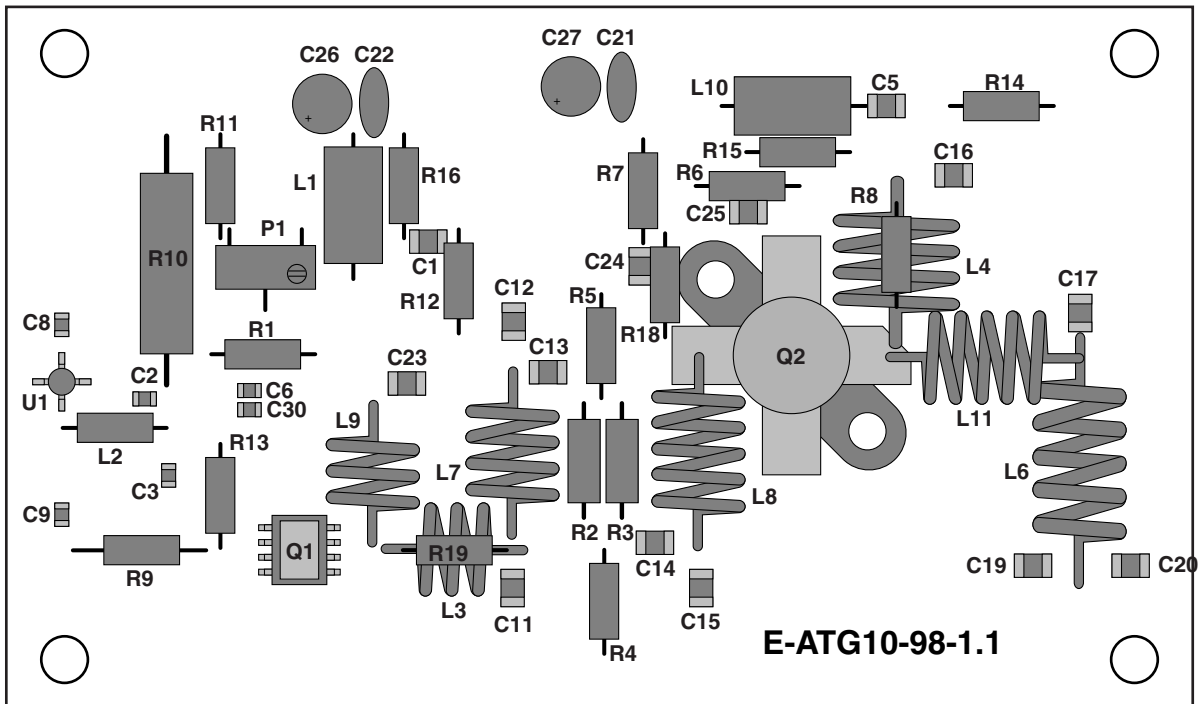 C26
C22
C27
C21
+
+
L10
C5
R14
R11
R15
C16
L1
R16
R7
R6
R8
C25
P1
R10
C1
C24
L4
C17
R12
C12
R5
R18
C8
R1
C13
Q2
C23
C2
C6
U1
C30
L9
L11
L2
R13
L7
L6
C3
L8
C9
Q1
R19
R2
R3
C14
C19
C20
R9
L3
C11
C15
R4
E-ATG10-98-1.1